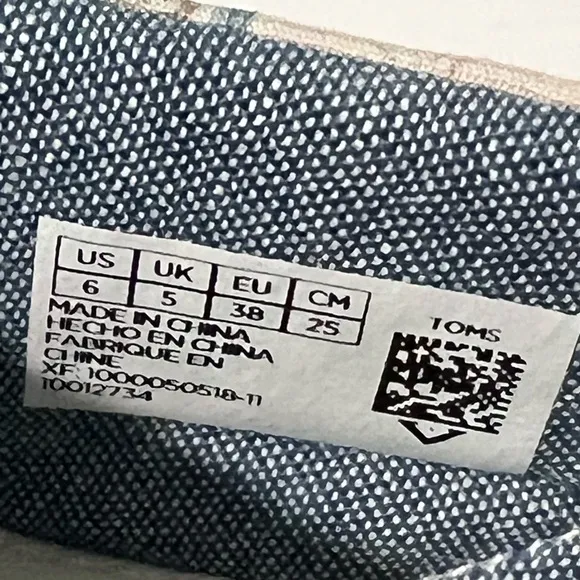 US UK EU CM
6 5 38 25
MADE IN CHINA
HECHO EN CHINA
FABRIQUE EN
CHINE
XF: 1000050518-11
10012734
TOMS